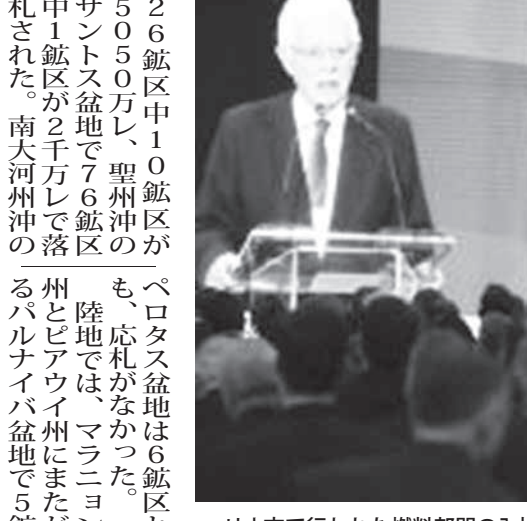 26鉱区中10鉱区が
5050万レ、聖州沖の
サントス盆地で76鉱区
中1鉱区が2千万レで落
札された。南大河州沖の
ペロタス盆地は6鉱区
も、応札がなかった。
陸地では、マラニョン
州とピアウイ州にまたが
るパルナイバ盆地で5鉱